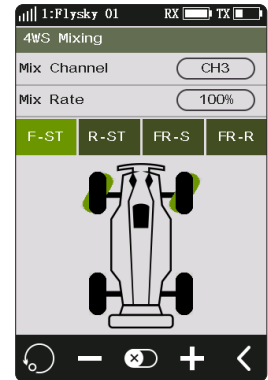 1:Flysky 01 RX TX
4WS Mixing
Mix Channel CH3
Mix Rate 100%
F-ST R-ST FR-S FR-R